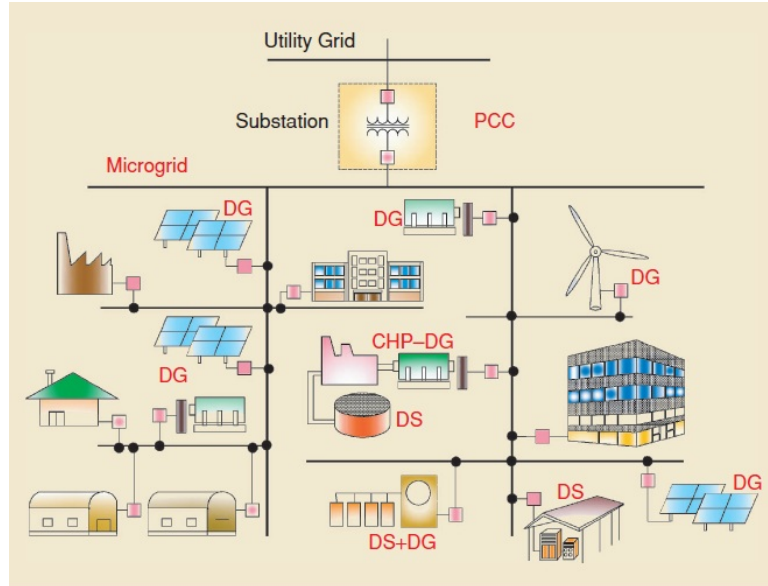 Utility Grid
Substation
PCC
Microgrid
DG
DG
DG
CHP–DG
DG
DS
DS
DG
DS+DG